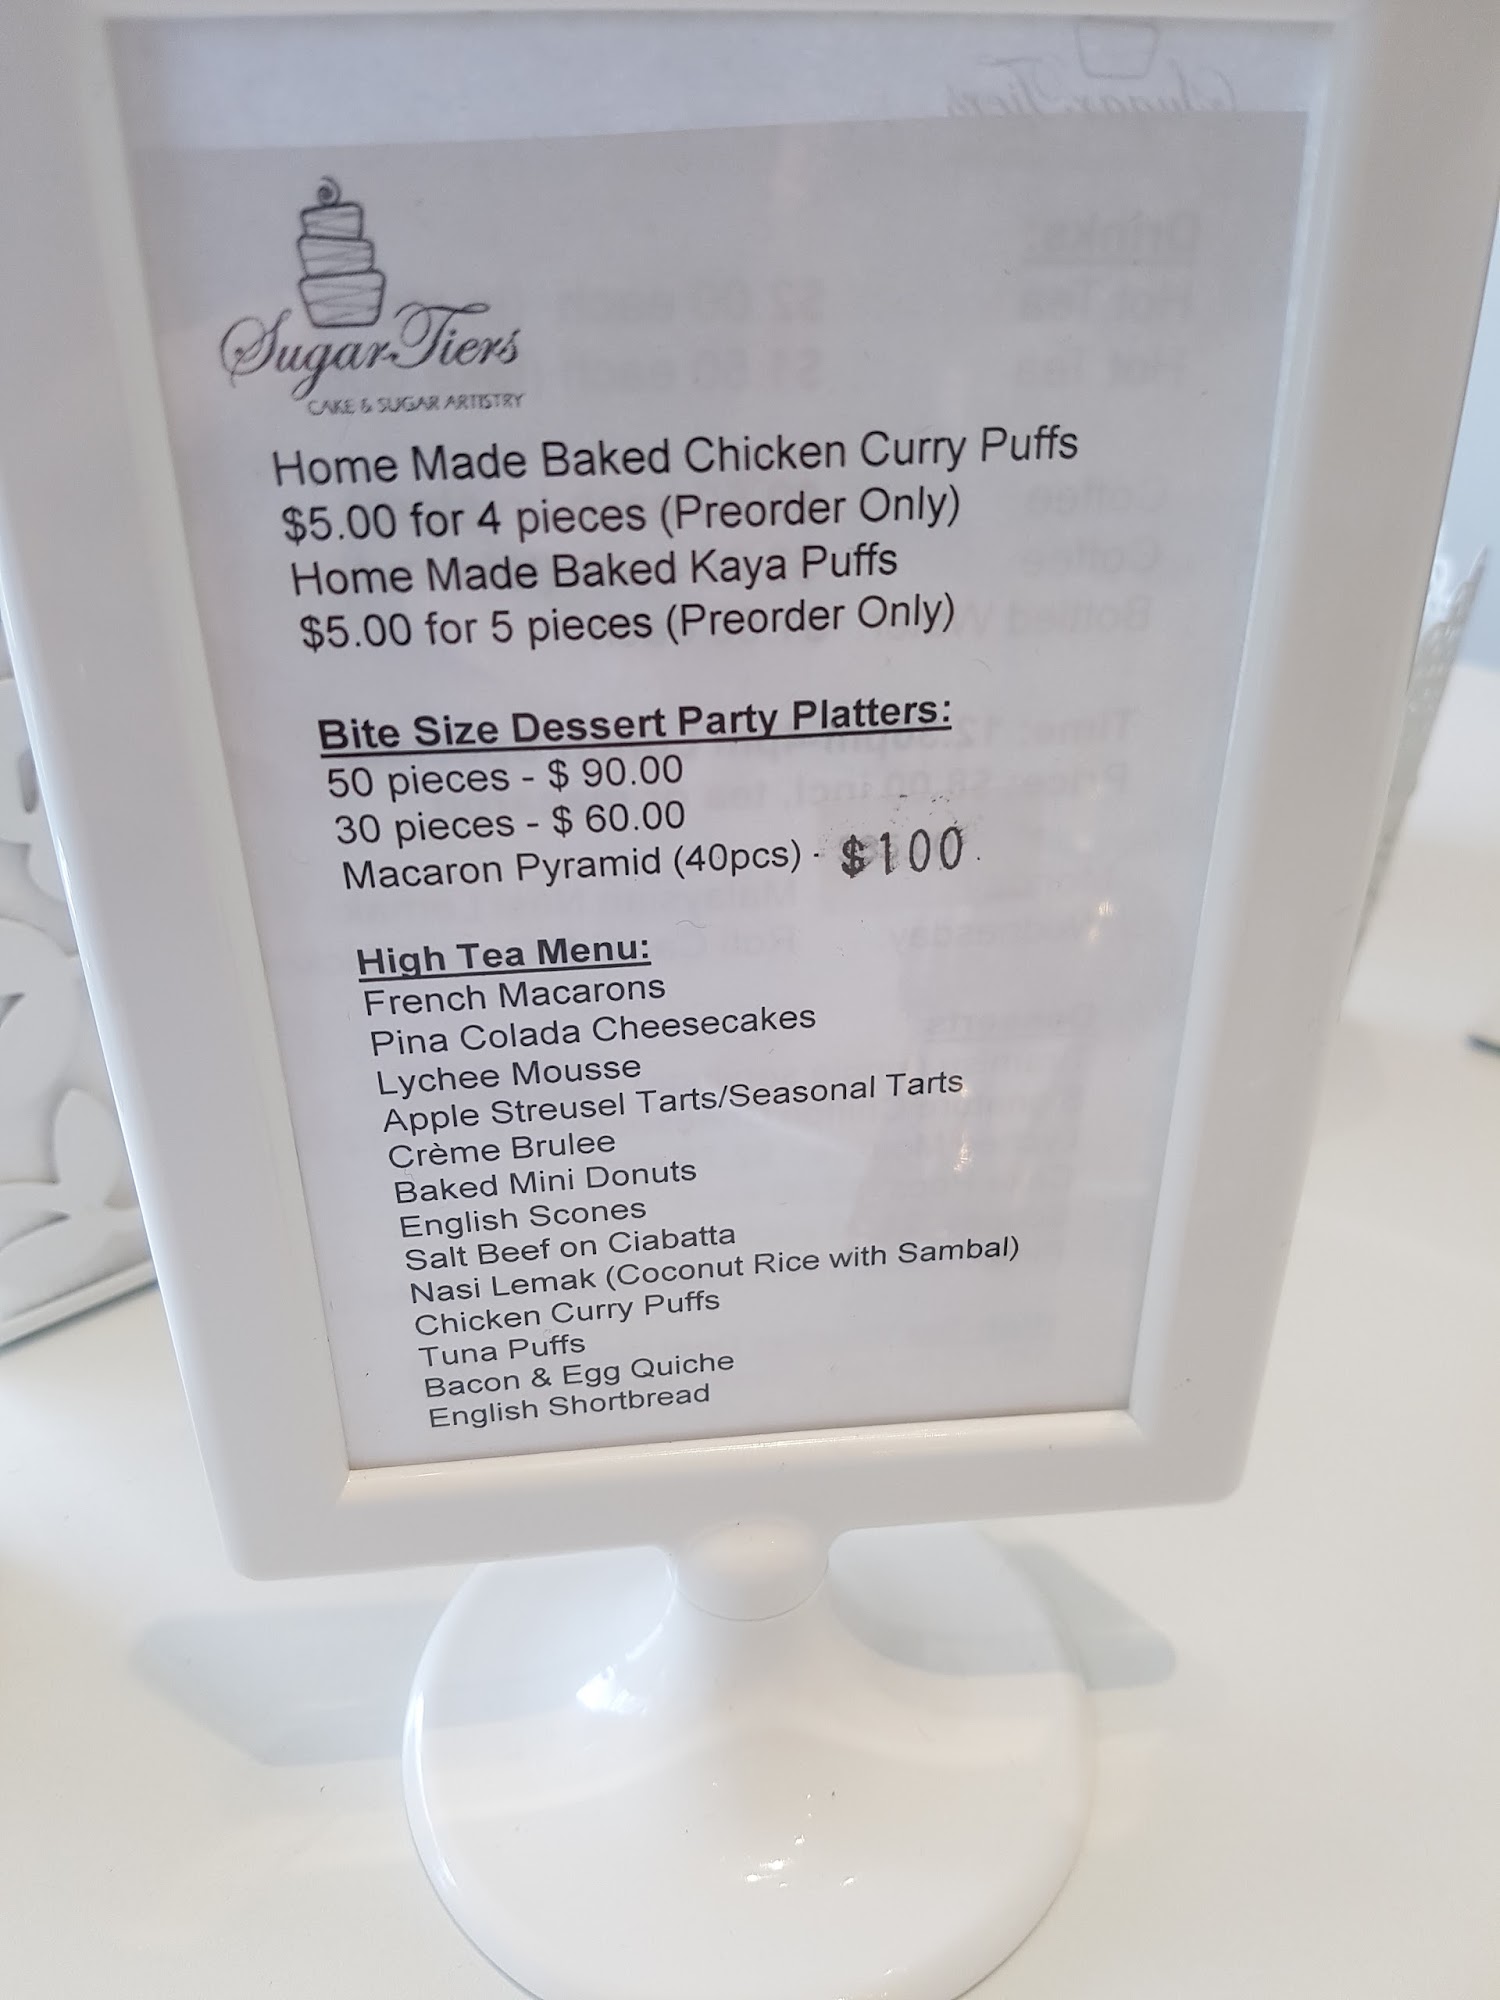 Sugar Tiers
CAKE & SUGAR ARTISTRY
Home Made Baked Chicken Curry Puffs
$5.00 for 4 pieces (Preorder Only)
Home Made Baked Kaya Puffs
$5.00 for 5 pieces (Preorder Only)
Bite Size Dessert Party Platters:
50 pieces - $ 90.00
30 pieces - $ 60.00
Macaron Pyramid (40pcs) - $100.
High Tea Menu:
French Macarons
Pina Colada Cheesecakes
Lychee Mousse
Apple Streusel Tarts/Seasonal Tarts
Crème Brulee
Baked Mini Donuts
English Scones
Salt Beef on Ciabatta
Nasi Lemak (Coconut Rice with Sambal)
Chicken Curry Puffs
Tuna Puffs
Bacon & Egg Quiche
English Shortbread